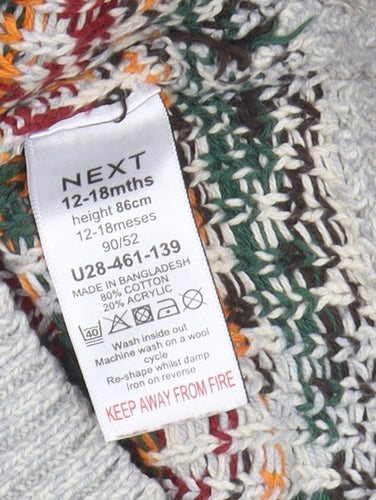 NEXT
12-18mths
height 86cm
12-18meses
90/52
U28-461-139
MADE IN BANGLADESH
80% COTTON
20% ACRYLIC
40
Wash inside out
Machine wash on a wool
cycle
Re-shape whilst damp
Iron on reverse
KEEP AWAY FROM FIRE